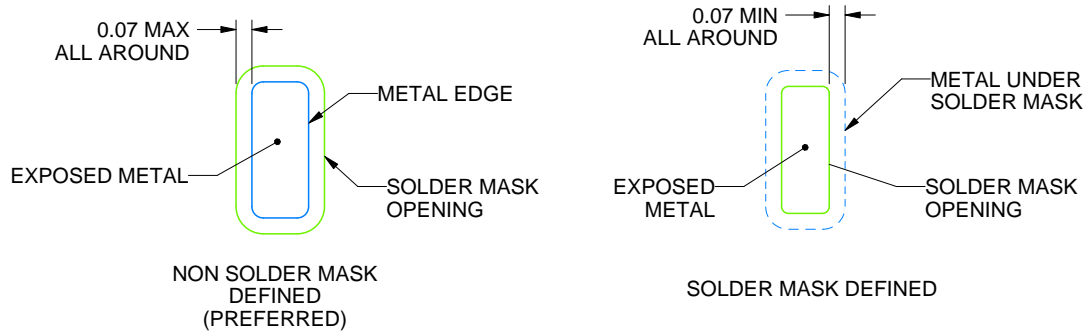 0.07 MAX
ALL AROUND
METAL EDGE
EXPOSED METAL
SOLDER MASK
OPENING
NON SOLDER MASK
DEFINED
(PREFERRED)
0.07 MIN
ALL AROUND
METAL UNDER
SOLDER MASK
EXPOSED
METAL
SOLDER MASK
OPENING
SOLDER MASK DEFINED